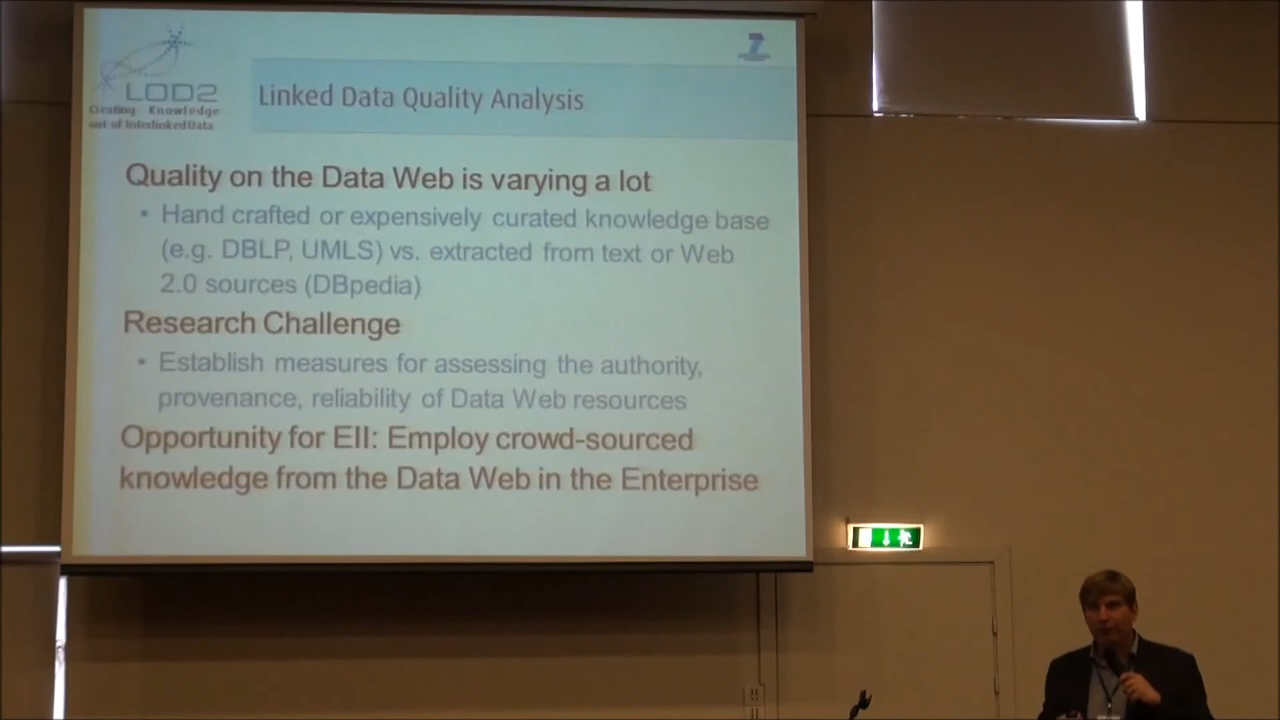 LOD2
Creating Knowledge
out of Interlinked Data
7
Linked Data Quality Analysis
Quality on the Data Web is varying a lot
• Hand crafted or expensively curated knowledge base
(e.g. DBLP, UMLS) vs. extracted from text or Web
2.0 sources (DBpedia)
Research Challenge
• Establish measures for assessing the authority,
provenance, reliability of Data Web resources
Opportunity for EII: Employ crowd-sourced
knowledge from the Data Web in the Enterprise